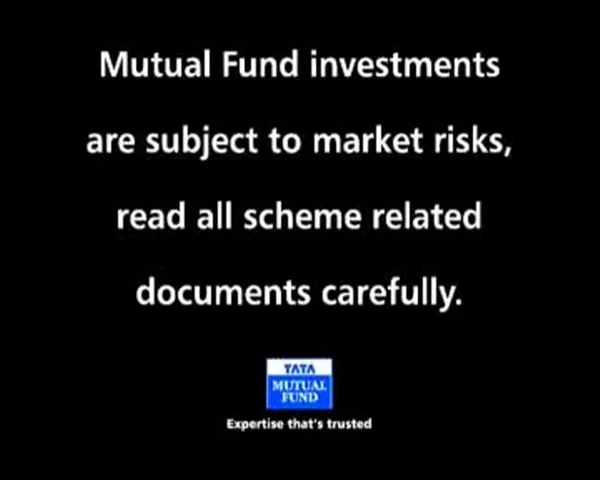 Mutual Fund investments
are subject to market risks,
read all scheme related
documents carefully.
TATA
MUTUAL
FUND
Expertise that's trusted